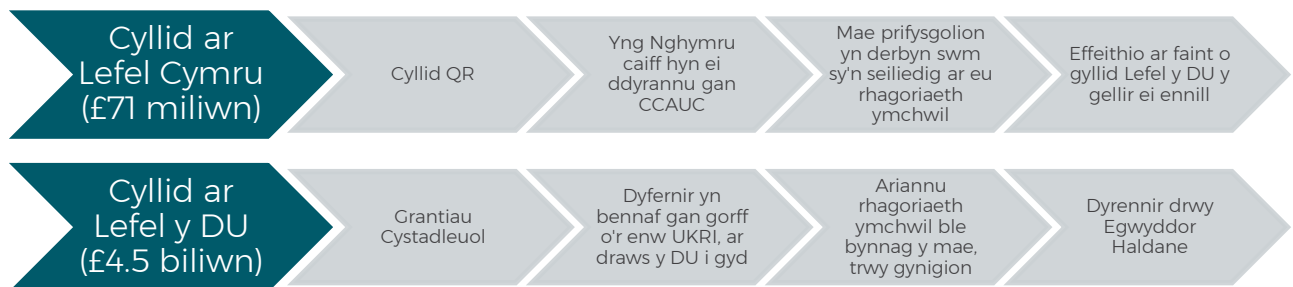 Cyllid ar
Lefel Cymru
(£71 miliwn)
Cyllid QR
Yng Nghymru
caiff hyn ei
ddyrannu gan
CCAUC
Mae prifysgolion
yn derbyn swm
sy'n seiliedig ar eu
rhagoriaeth
ymchwil
Effeithio ar faint o
gyllid Lefel y DU y
gellir ei ennill
Cyllid ar
Lefel y DU
(£4.5 biliwn)
Grantiau
Cystadleuol
Dyfernir yn
bennaf gan gorff
o'r enw UKRI, ar
draws y DU i gyd
Ariannu
rhagoriaeth
ymchwil ble
bynnag y mae,
trwy gynigion
Dyrennir drwy
Egwyddor
Haldane